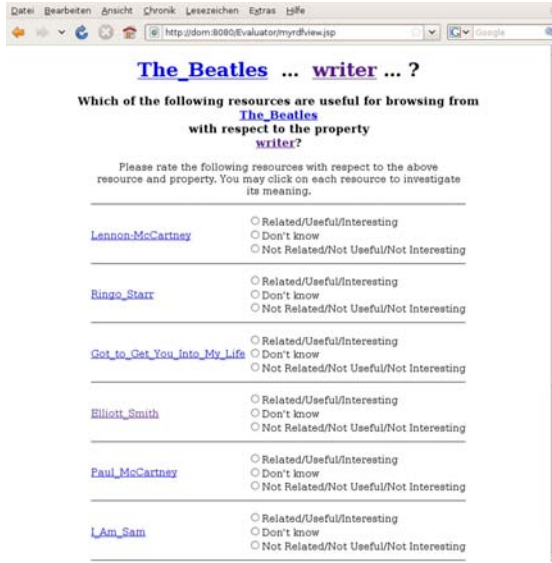 Datei Bearbeiten Ansicht Chronik Lesezeichen Extras Hilfe
http://dom:8080/Evaluator/myrdfview.jsp Google
The_Beatles ... writer ... ?
Which of the following resources are useful for browsing from
The_Beatles
with respect to the property
writer?
Please rate the following resources with respect to the above
resource and property. You may click on each resource to investigate
its meaning.
Related/Useful/Interesting
Lennon-McCartney Don't know
Not Related/Not Useful/Not Interesting
Related/Useful/Interesting
Ringo_Starr Don't know
Not Related/Not Useful/Not Interesting
Related/Useful/Interesting
Got_to_Get_You_Into_My_Life Don't know
Not Related/Not Useful/Not Interesting
Related/Useful/Interesting
Elliott_Smith Don't know
Not Related/Not Useful/Not Interesting
Related/Useful/Interesting
Paul_McCartney Don't know
Not Related/Not Useful/Not Interesting
Related/Useful/Interesting
I_Am_Sam Don't know
Not Related/Not Useful/Not Interesting